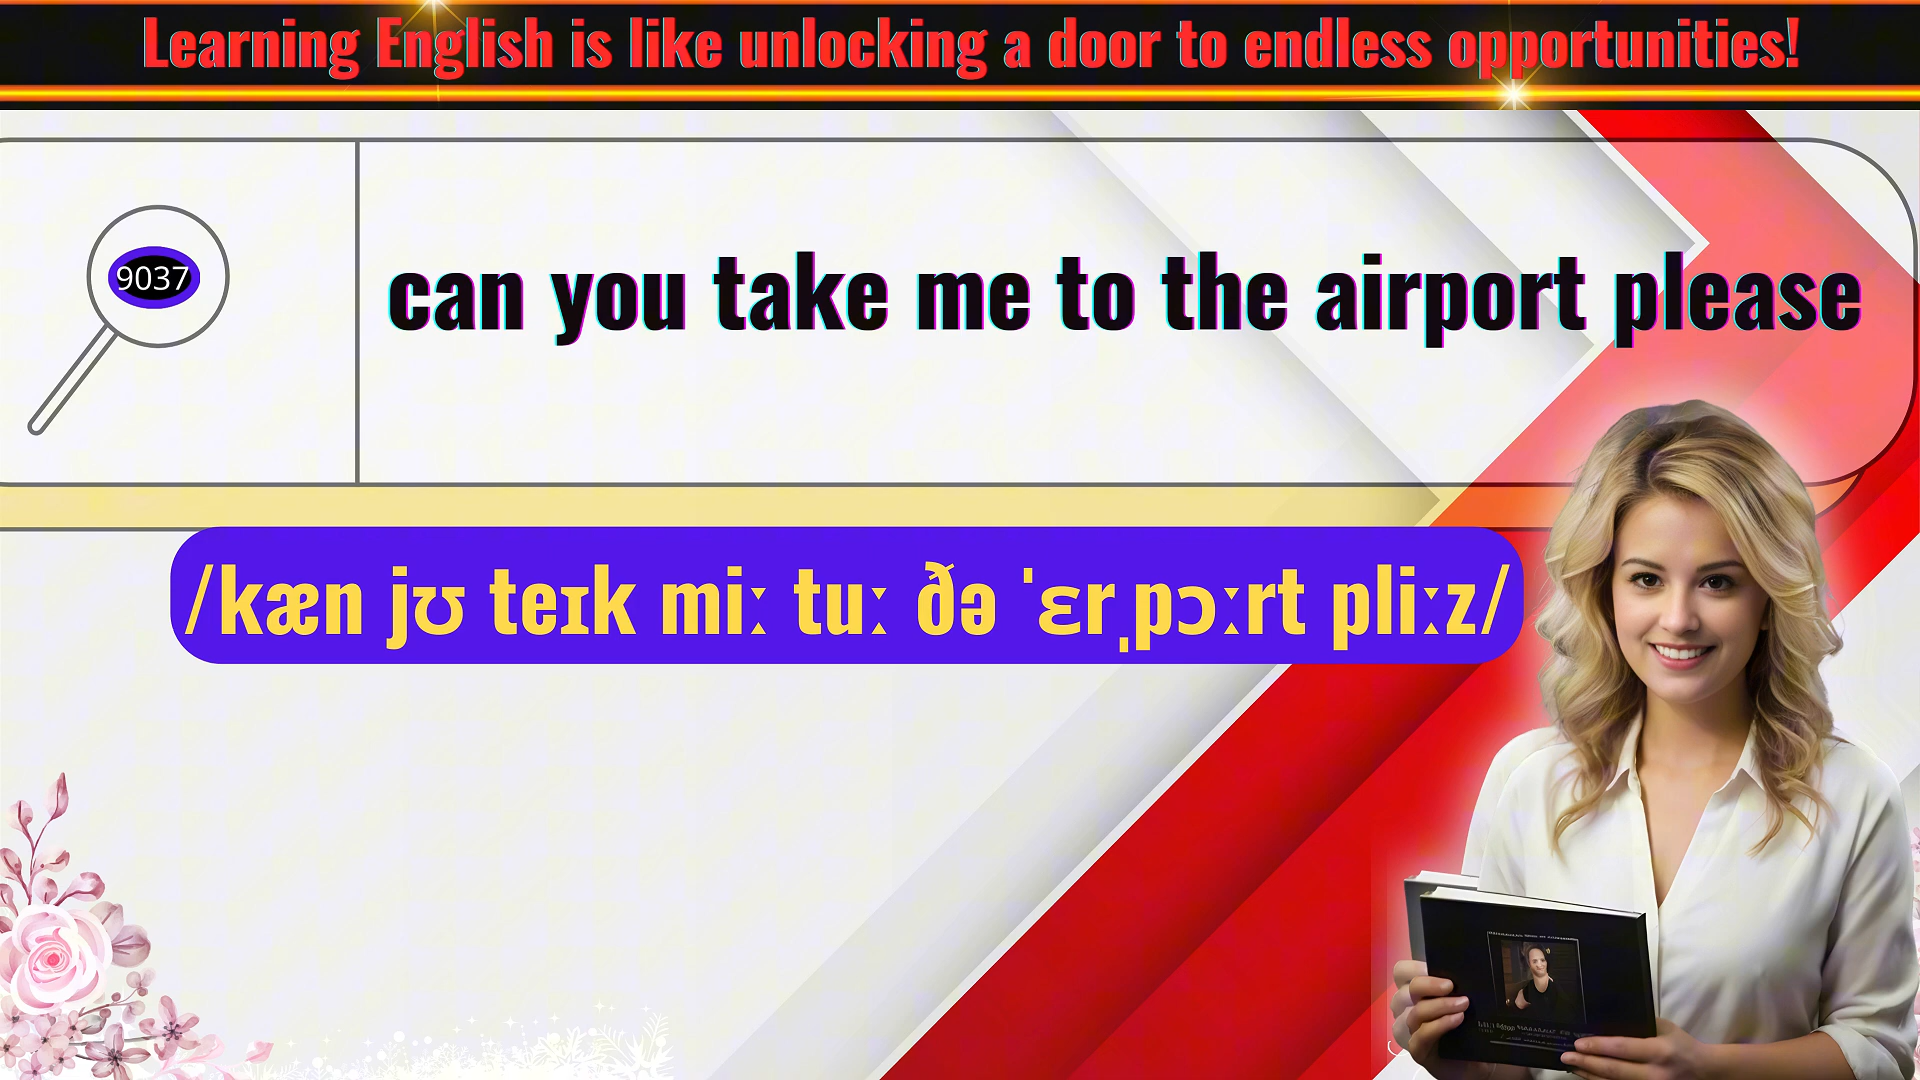 Learning English is like unlocking a door to endless opportunities!
9037
can you take me to the airport please
/kæn jʊ teɪk miː tuː ðə ˈɛrˌpɔːrt pliːz/